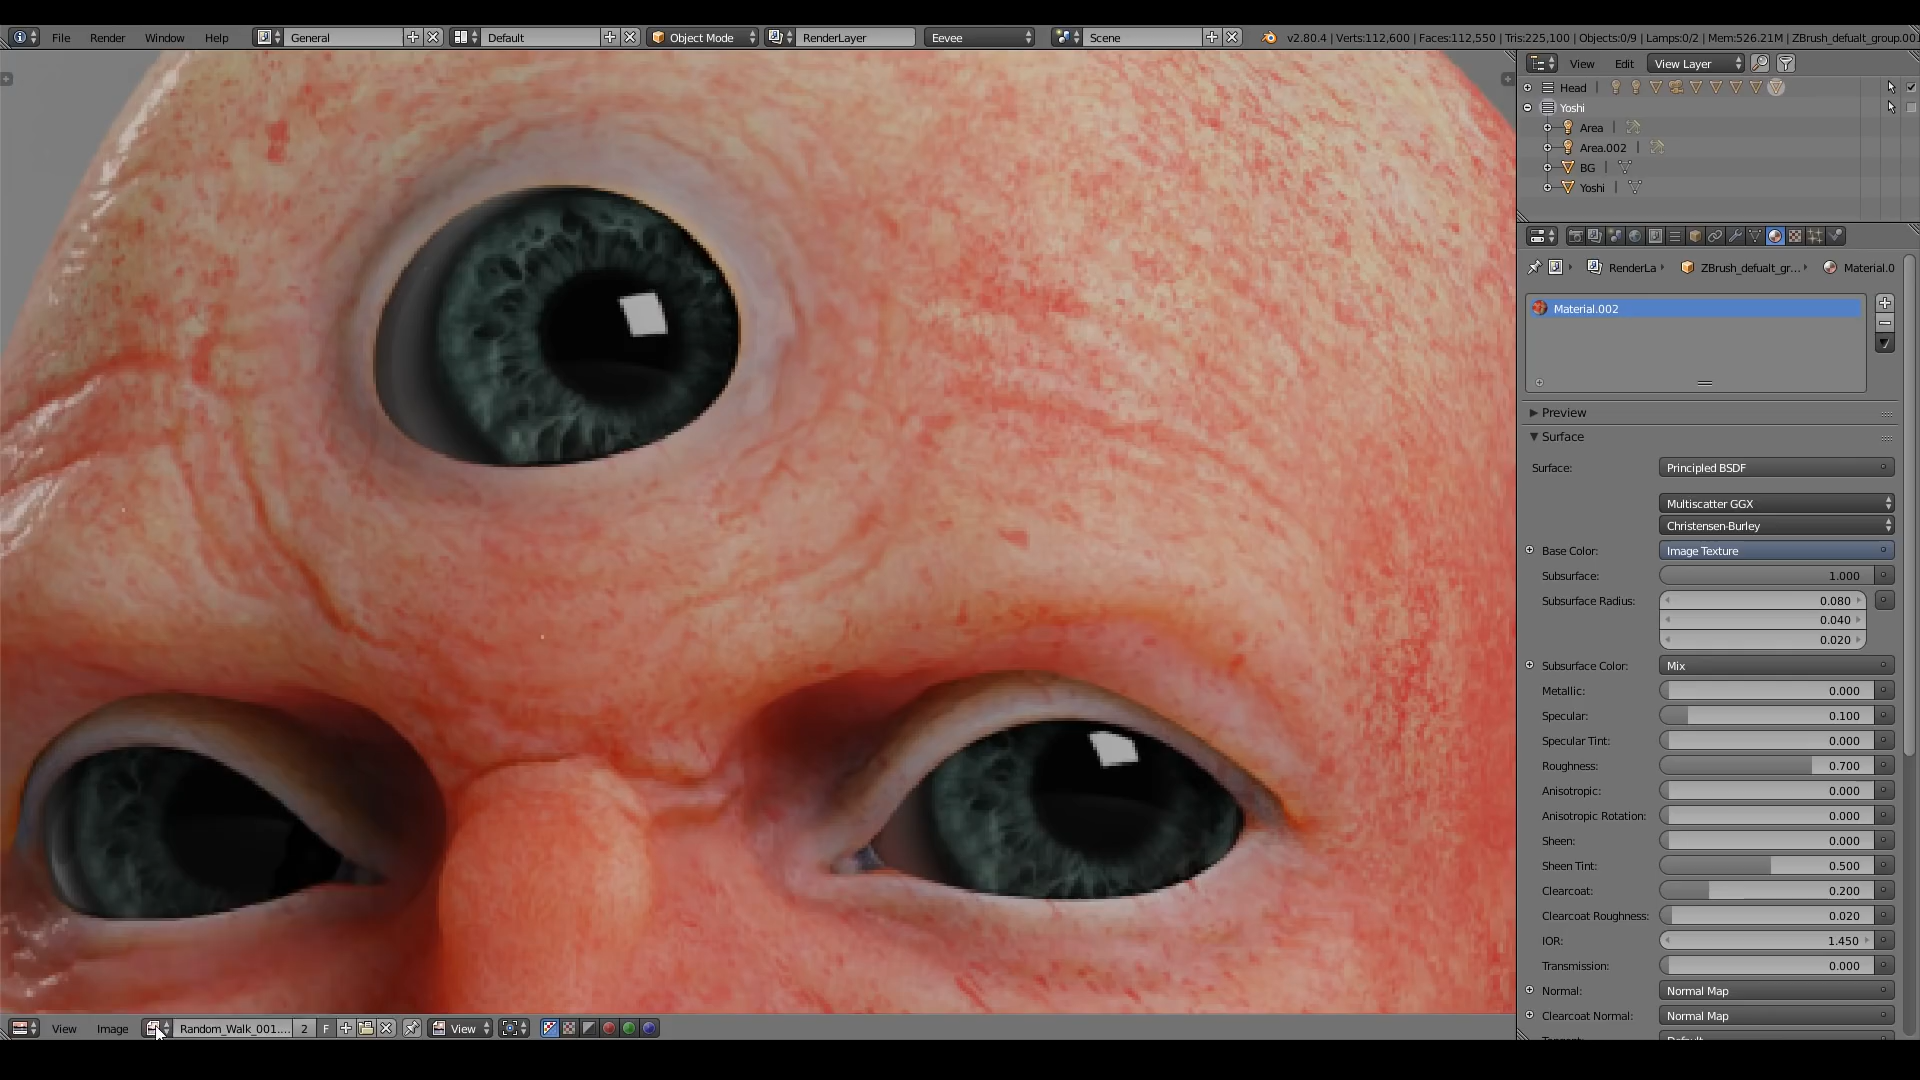 File Render Window Help General Default Object Mode RenderLayer Eevee Scene v2.80.4 | Verts:112,600 | Faces:112,550 | Tris:225,100 | Objects:0/9 | Lamps:0/2 | Mem:526.21M | ZBrush_defualt_group.00
View Edit View Layer
Head
Yoshi
Area
Area.002
BG
Yoshi
RenderLa ZBrush_defualt_gr... Material.0
Material.002
Preview
Surface
Surface: Principled BSDF
Multiscatter GGX
Christensen-Burley
Base Color: Image Texture
Subsurface: 1.000
Subsurface Radius: 0.080
0.040
0.020
Subsurface Color: Mix
Metallic: 0.000
Specular: 0.100
Specular Tint: 0.000
Roughness: 0.700
Anisotropic: 0.000
Anisotropic Rotation: 0.000
Sheen: 0.000
Sheen Tint: 0.500
Clearcoat: 0.200
Clearcoat Roughness: 0.020
IOR: 1.450
Transmission: 0.000
Normal: Normal Map
Clearcoat Normal: Normal Map
View Image Random_Walk_001.... 2 F View